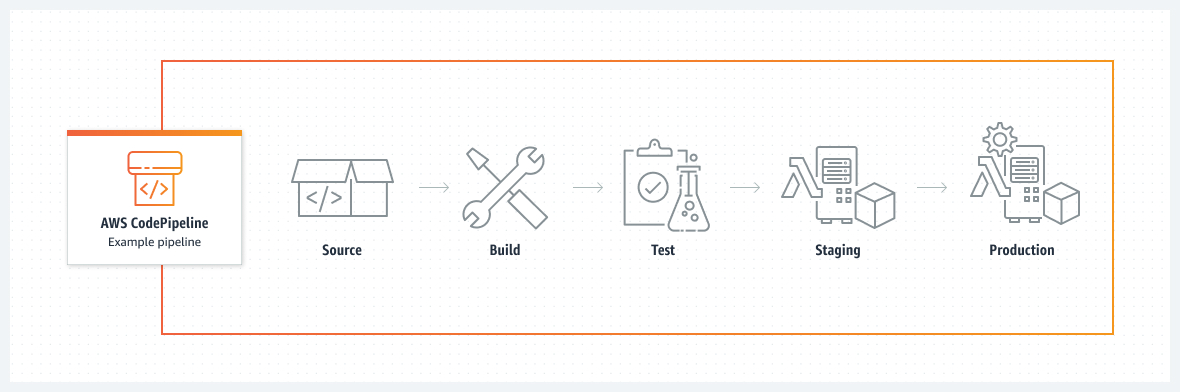 AWS CodePipeline
Example pipeline
</>
</>
Source
Build
Test
Staging
Production